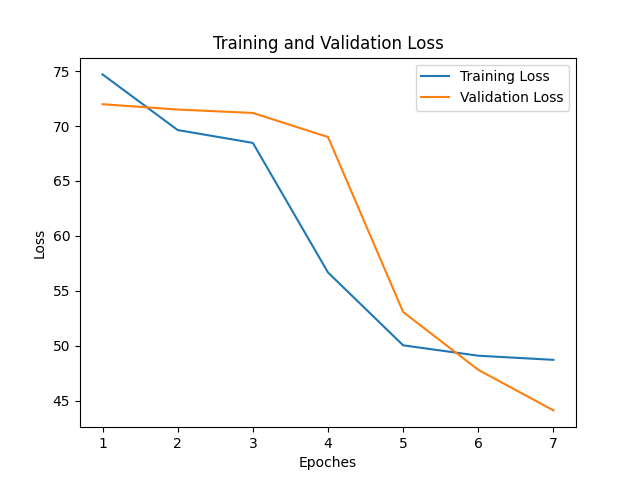 Training and Validation Loss
Training Loss
Validation Loss
75
70
65
60
55
50
45
Loss
1 2 3 4 5 6 7
Epoches